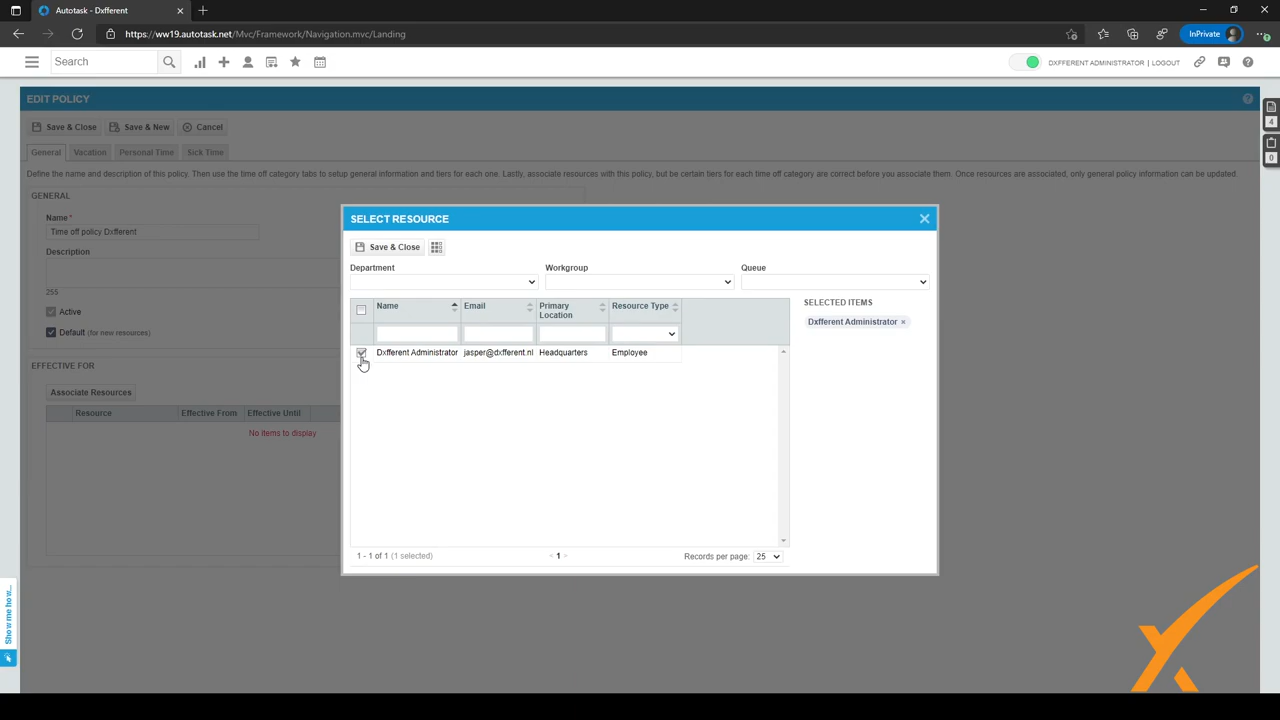 Autotask - Dxfferent
https://ww19.autotask.net/Mvc/Framework/Navigation.mvc/Landing
InPrivate
Search
DXFFERENT ADMINISTRATOR | LOGOUT
EDIT POLICY
Save & Close
Save & New
Cancel
4
0
General
Vacation
Personal Time
Sick Time
Define the name and description of this policy. Then use the time off category tabs to setup general information and tiers for each one. Lastly, associate resources with this policy, but be certain tiers for each time off category are correct before you associate them. Once resources are associated, only general policy information can be updated.
GENERAL
Name*
Time off policy Dxfferent
Description
255
Active
Default (for new resources)
EFFECTIVE FOR
Associate Resources
Resource
Effective From
Effective Until
No items to display
SELECT RESOURCE
Save & Close
Department
Workgroup
Queue
Name
Email
Primary Location
Resource Type
Dxfferent Administrator
jasper@dxfferent.nl
Headquarters
Employee
SELECTED ITEMS
Dxfferent Administrator ×
1 - 1 of 1 (1 selected)
< 1 >
Records per page: 25
Show me how...